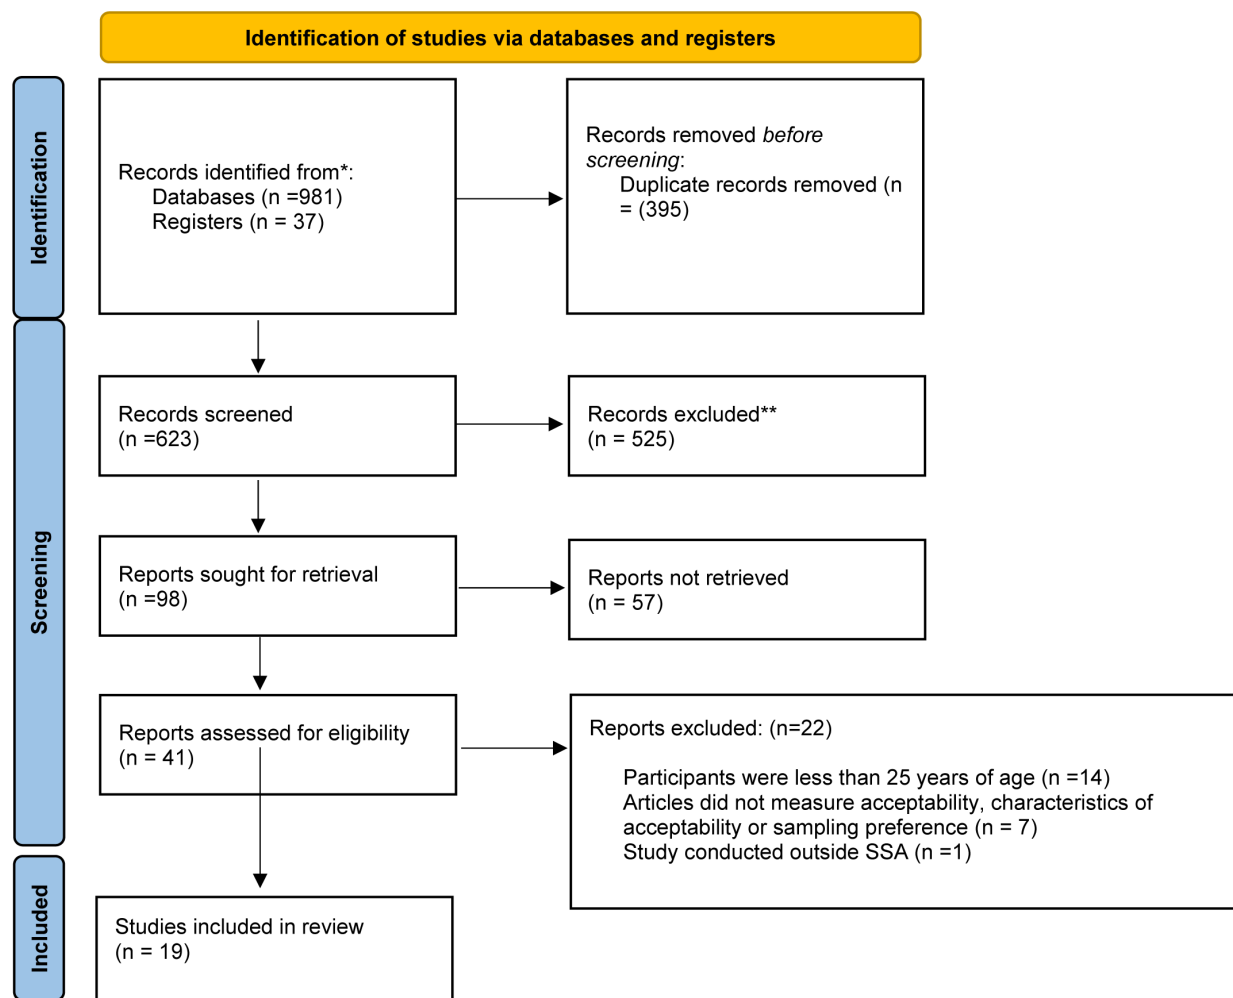 Identification of studies via databases and registers
Identification
Records identified from*:
Databases (n =981)
Registers (n = 37)
Records removed before
screening:
Duplicate records removed (n
= (395)
Screening
Records screened
(n =623)
Records excluded**
(n = 525)
Reports sought for retrieval
(n =98)
Reports not retrieved
(n = 57)
Reports assessed for eligibility
(n = 41)
Reports excluded: (n=22)
Participants were less than 25 years of age (n =14)
Articles did not measure acceptability, characteristics of
acceptability or sampling preference (n = 7)
Study conducted outside SSA (n =1)
Included
Studies included in review
(n = 19)